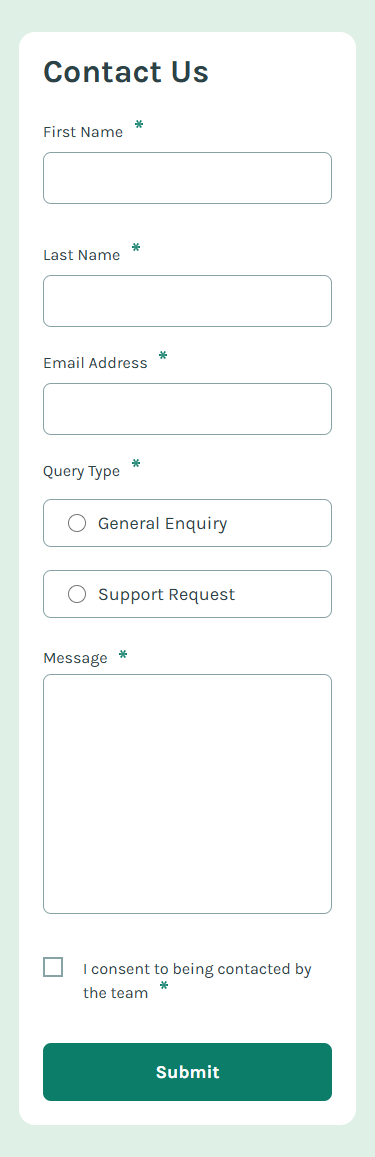 Contact Us
First Name *
Last Name *
Email Address *
Query Type *
General Enquiry
Support Request
Message *
I consent to being contacted by
the team *
Submit